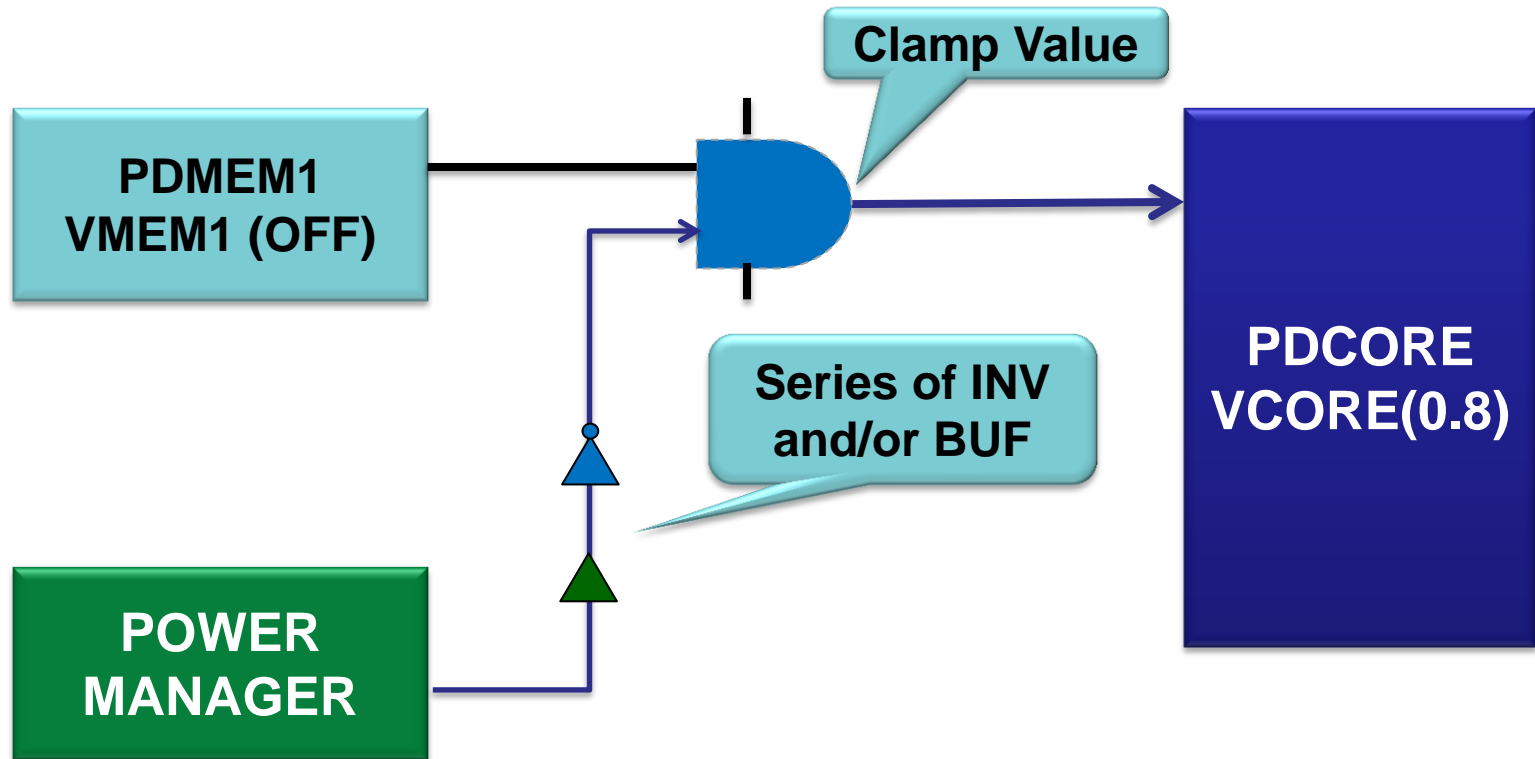 Clamp Value
PDMEM1
VMEM1 (OFF)
PDCORE
VCORE(0.8)
Series of INV
and/or BUF
POWER
MANAGER